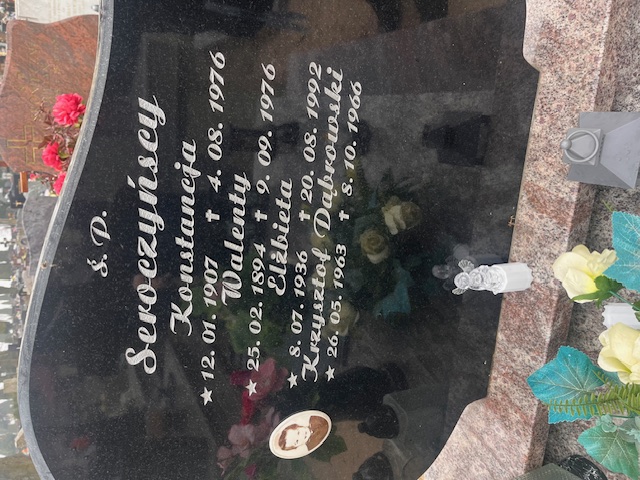 Ś. P.
Seroczyńscy
Konstancja
★ 12. 01. 1907 ✝ 4. 08. 1976
Walenty
★ 25. 02. 1894 ✝ 9. 09. 1976
Elżbieta
★ 8. 07. 1936 ✝ 20. 08. 1992
Krzysztof Dąbrowski
★ 26. 05. 1963 ✝ 8. 10. 1966